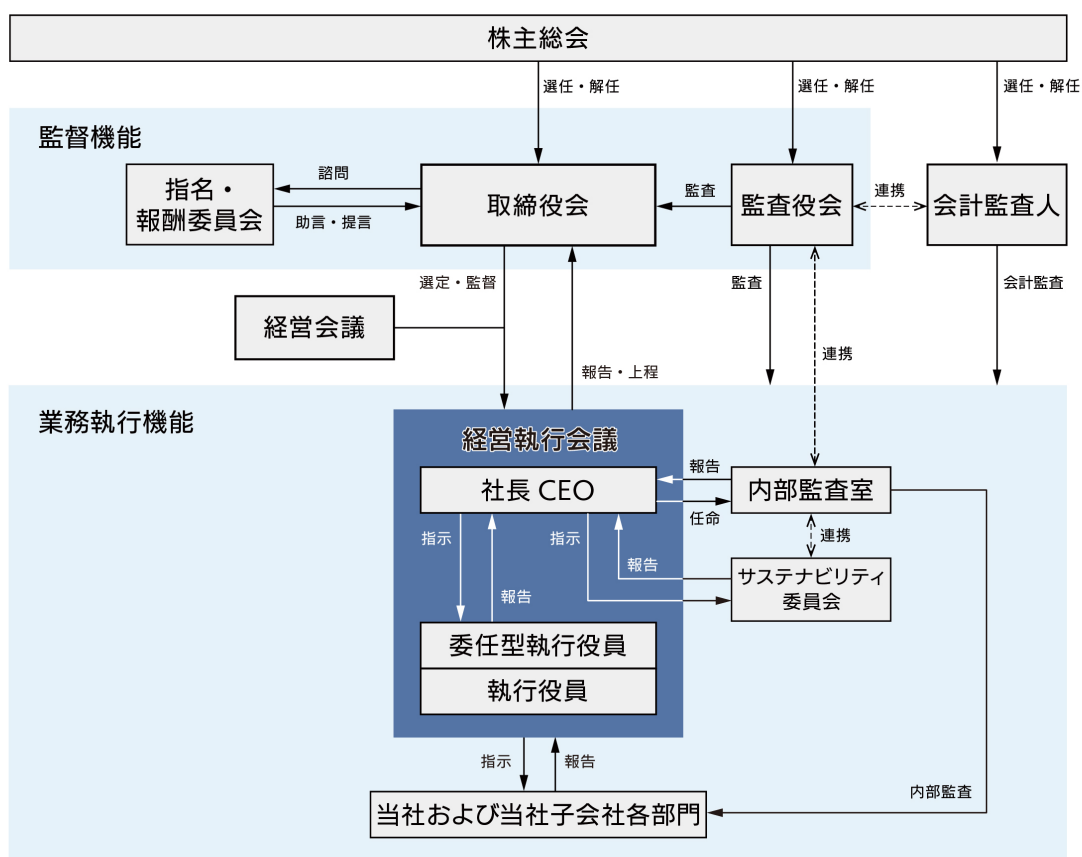 株主総会
選任・解任
選任・解任
選任・解任
監督機能
指名・
報酬委員会
諮問
助言・提言
取締役会
監査
監査役会
連携
会計監査人
選定・監督
監査
会計監査
経営会議
連携
報告・上程
業務執行機能
経営執行会議
社長 CEO
報告
任命
内部監査室
指示
報告
指示
報告
連携
サステナビリティ
委員会
委任型執行役員
執行役員
指示
報告
内部監査
当社および当社子会社各部門